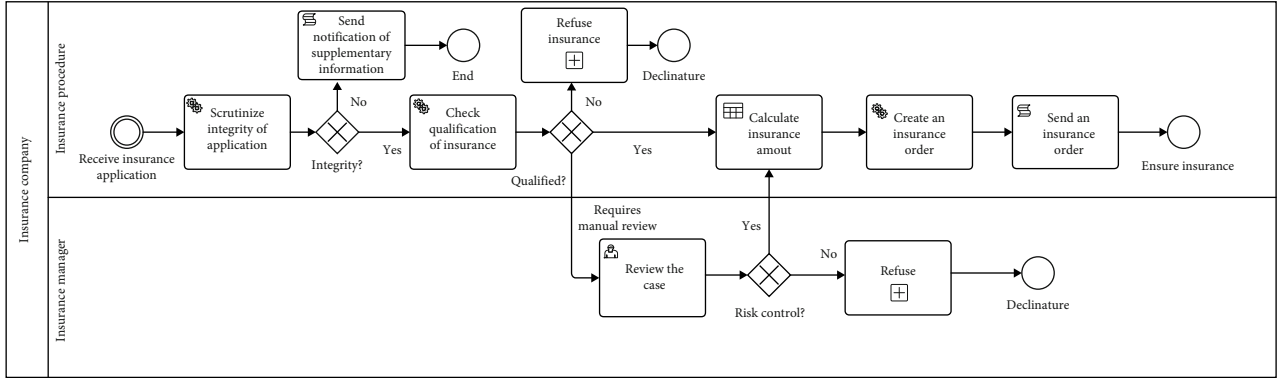 Insurance company
Insurance procedure
Receive insurance
application
Scrutinize
integrity of
application
Integrity?
No
Send
notification of
supplementary
information
End
Yes
Check
qualification
of insurance
Qualified?
No
Refuse
insurance
Declinature
Yes
Calculate
insurance
amout
Create an
insurance
order
Send an
insurance
order
Ensure insurance
Insurance manager
Requires
manual review
Review the
case
Risk control?
Yes
No
Refuse
Declinature